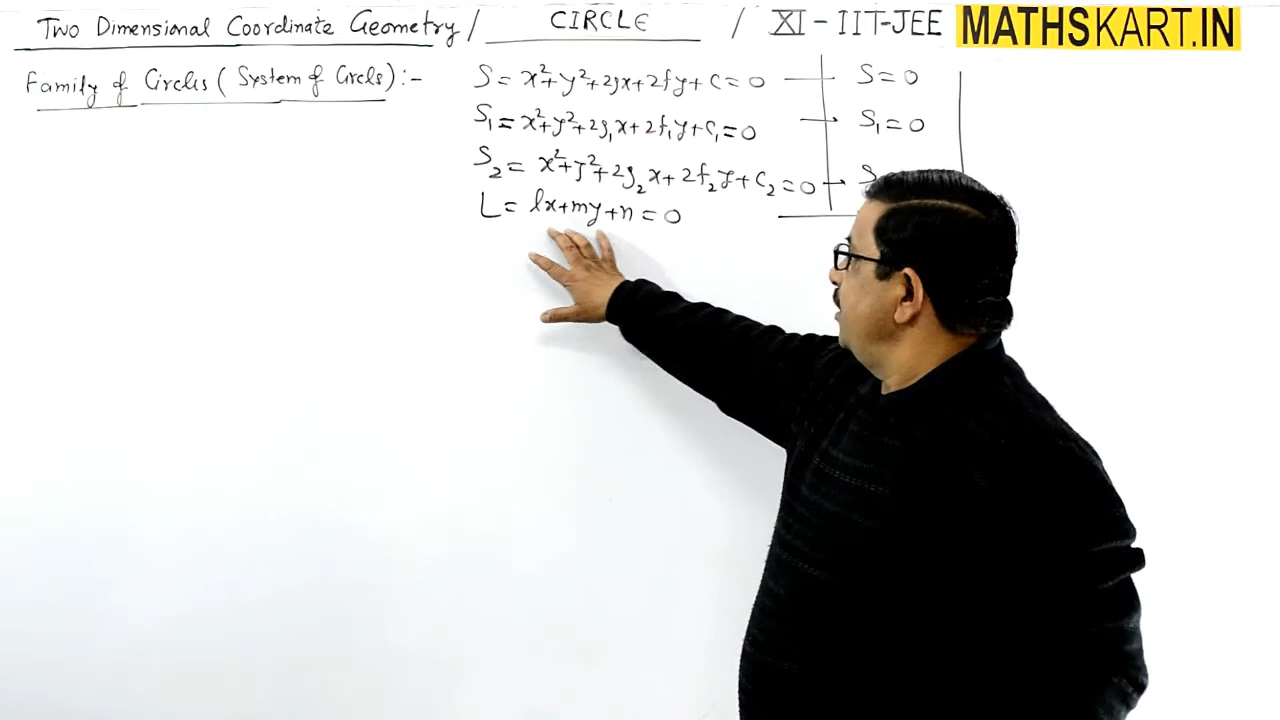 Two Dimensional Coordinate Geometry / CIRCLE / XI - IIT-JEE MATHSKART.IN
Family of Circles ( System of Circls ) :-
S = x²+y²+2gx+2fy+c=0 → S=0
S₁ = x²+y²+2g₁x+2f₁y+c₁=0 → S₁=0
S₂ = x²+y²+2g₂x+2f₂y+c₂=0 → S
L = lx+my+n=0